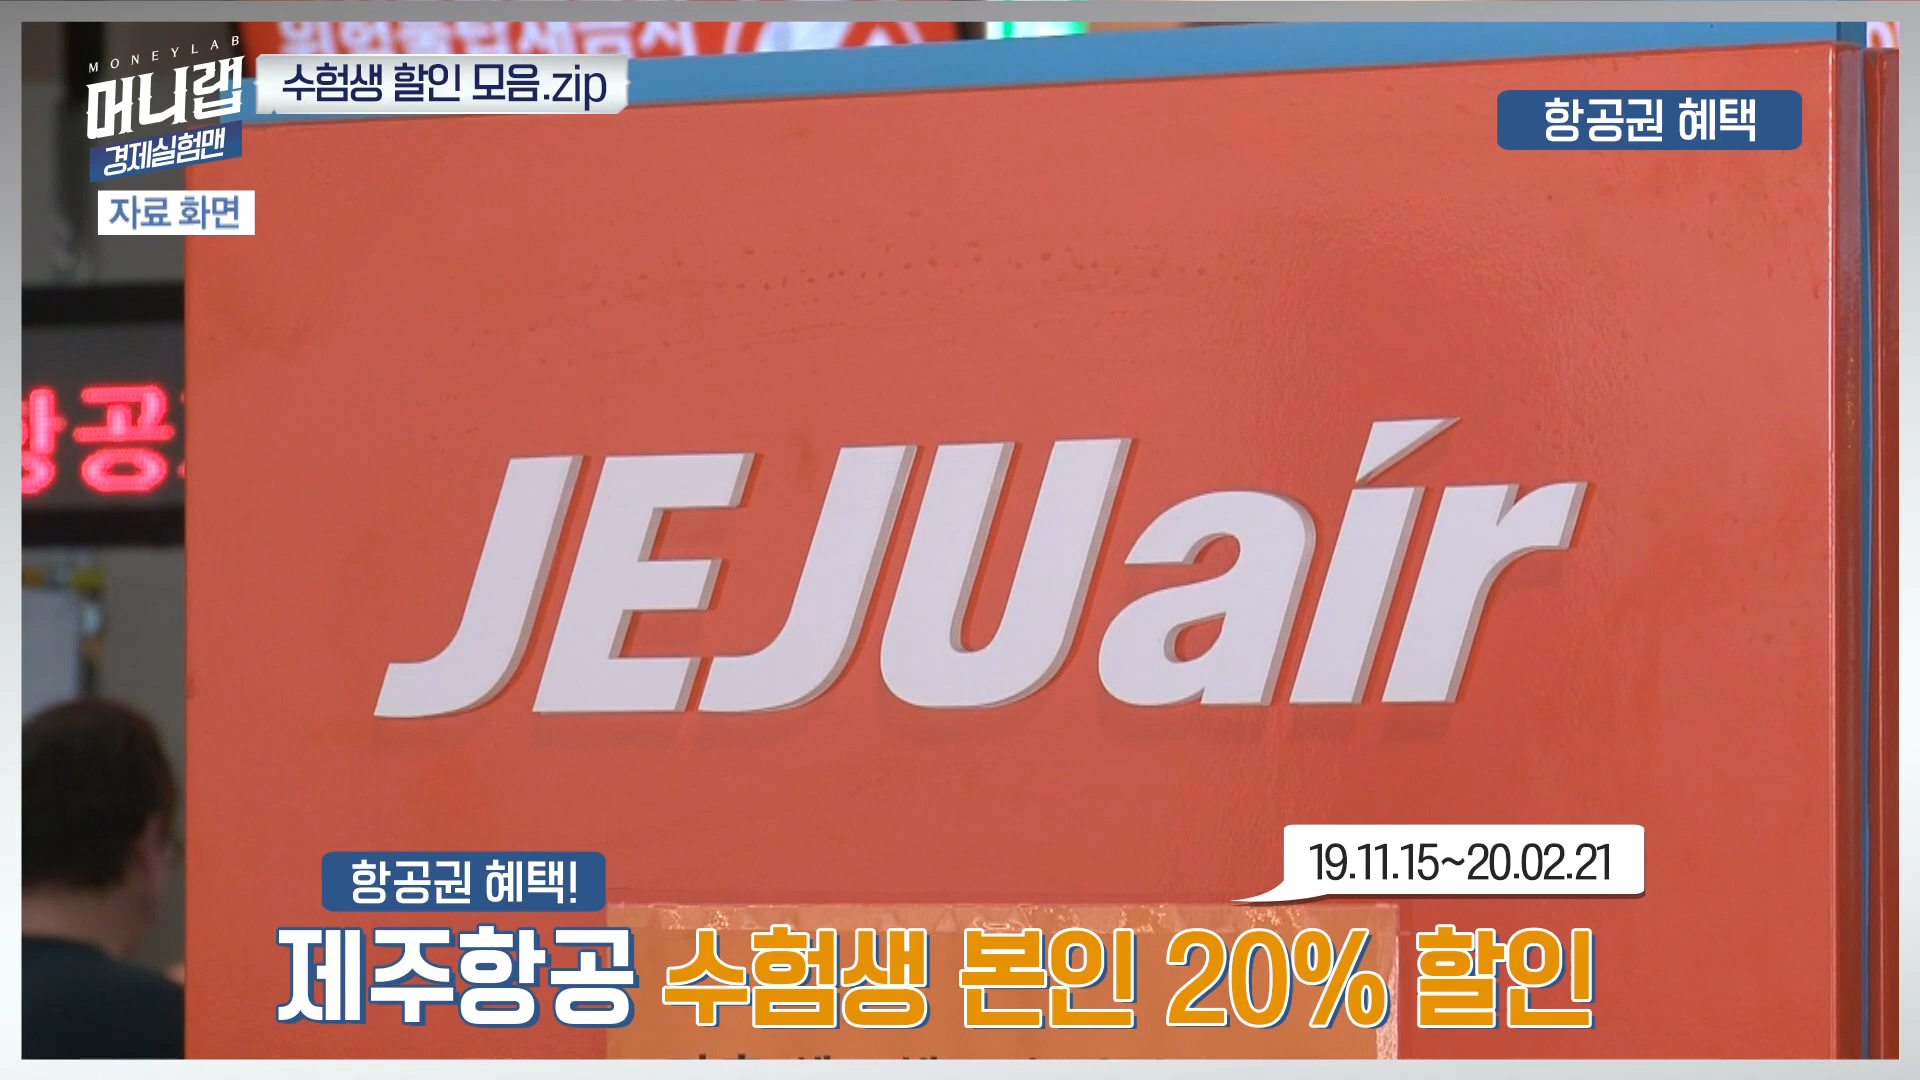 MONEYLAB
머니랩
경제실험맨
수험생 할인 모음.zip
항공권 혜택
자료 화면
항공
JEJUair
19.11.15~20.02.21
항공권 혜택!
제주항공 수험생 본인 20% 할인